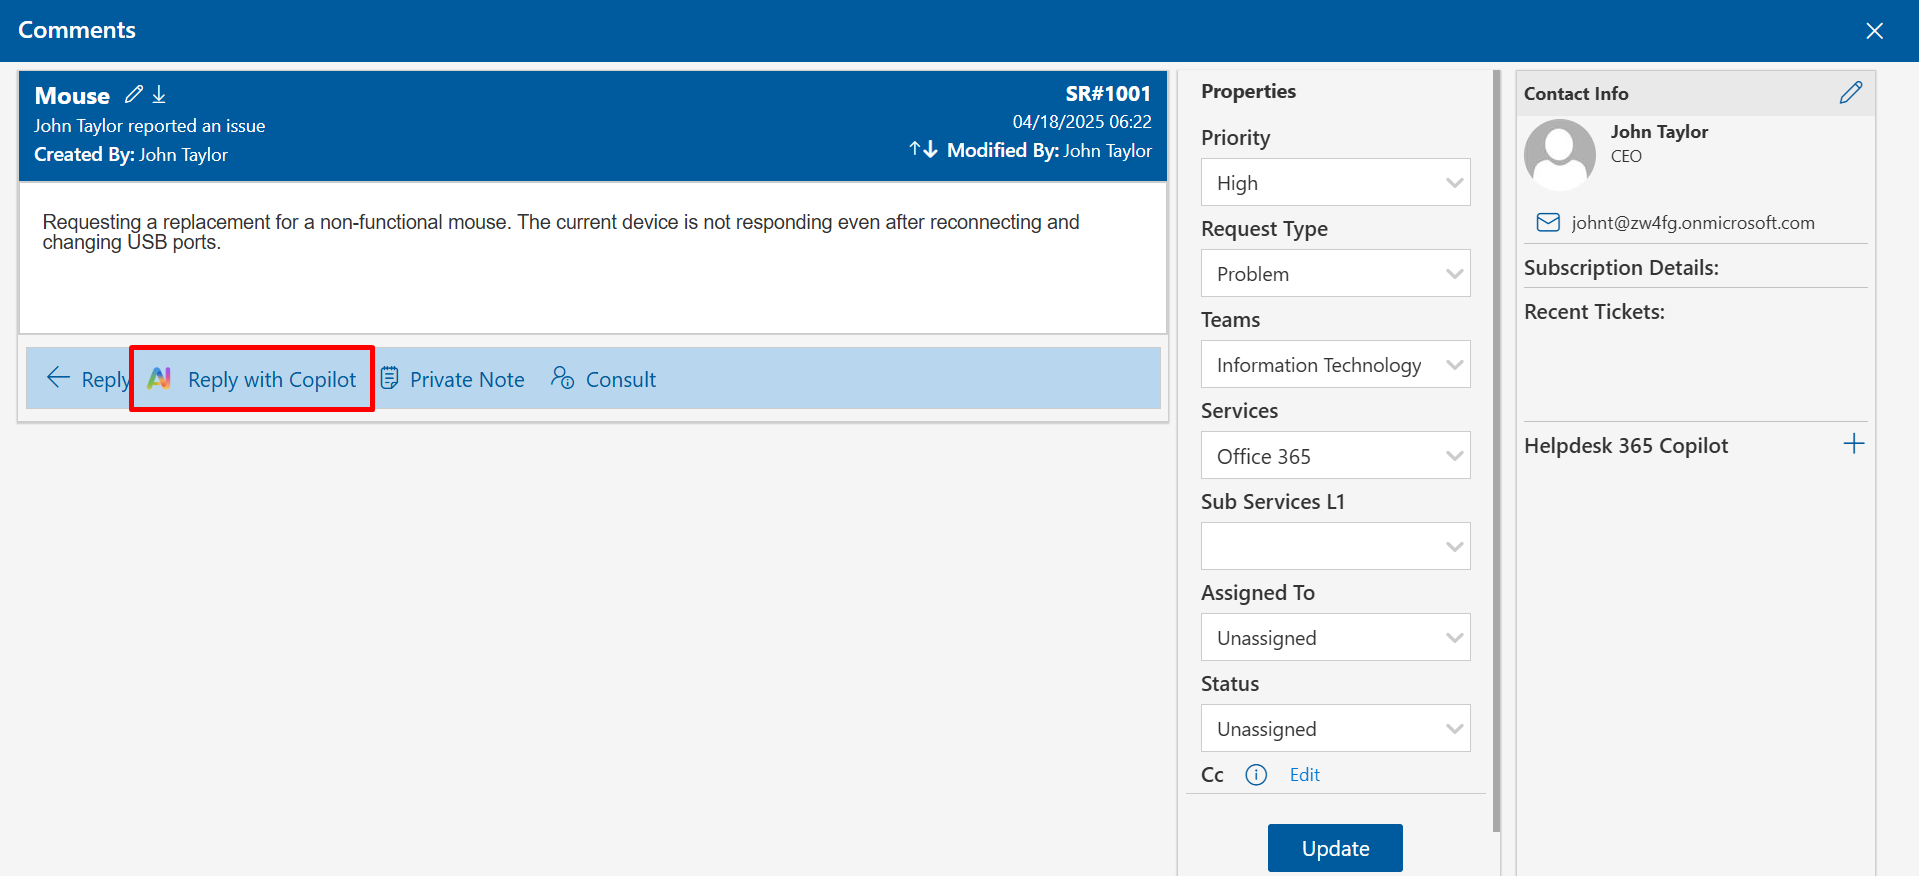 Comments
Mouse
SR#1001
John Taylor reported an issue
04/18/2025 06:22
Created By: John Taylor
Modified By: John Taylor
Requesting a replacement for a non-functional mouse. The current device is not responding even after reconnecting and
changing USB ports.
Reply
AI Reply with Copilot
Private Note
Consult
Properties
Priority
High
Request Type
Problem
Teams
Information Technology
Services
Office 365
Sub Services L1
Assigned To
Unassigned
Status
Unassigned
Cc Edit
Update
Contact Info
John Taylor
CEO
johnt@zw4fg.onmicrosoft.com
Subscription Details:
Recent Tickets:
Helpdesk 365 Copilot